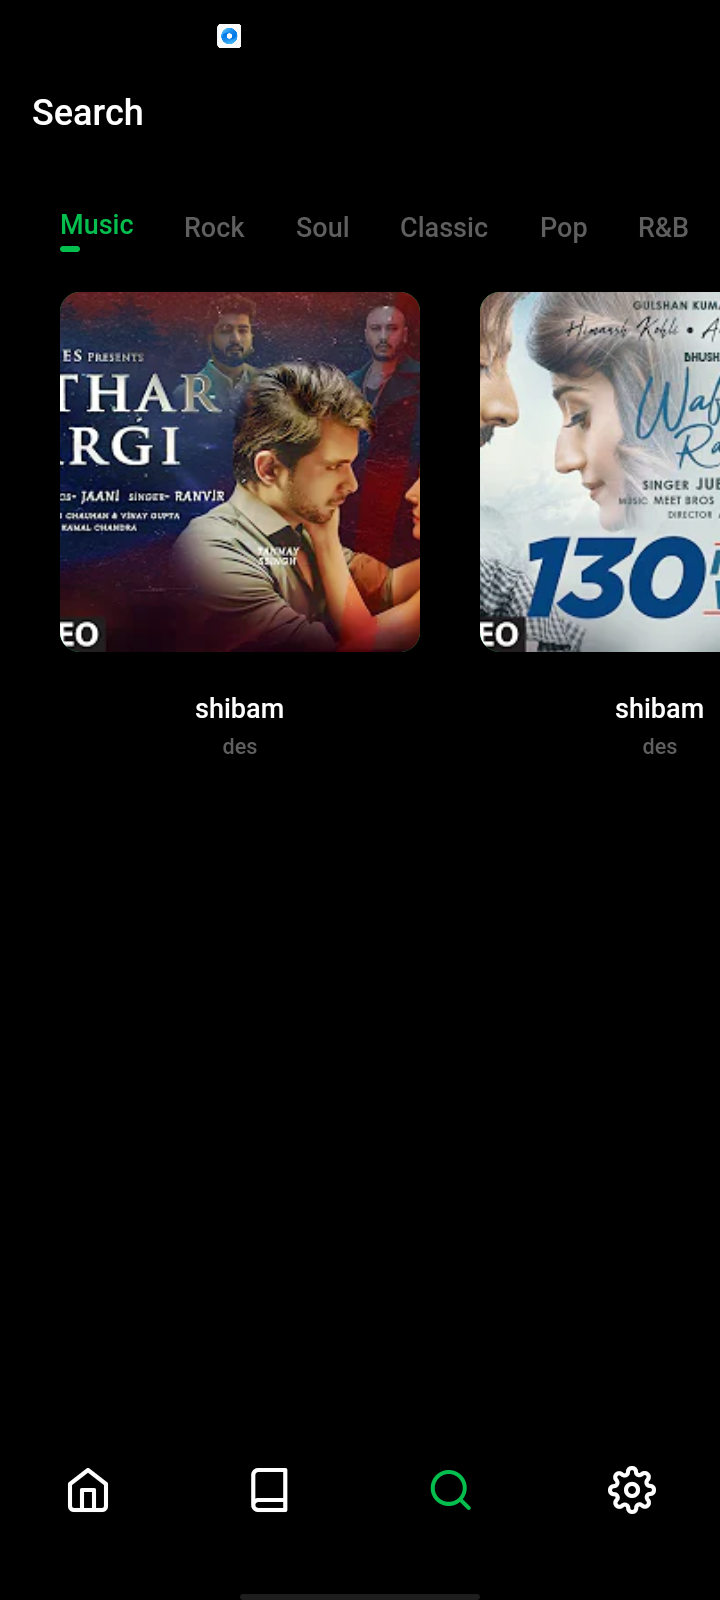 Search
Music Rock Soul Classic Pop R&B
ES PRESENTS
THAR
RGI
JAANI SINGER- RANVIR
CHAUHAN & VINAY GUPTA
KAMAL CHANDRA
TANMAY
SSINGH
EO
GULSHAN KUMA
Himansh Kohli • A
BHUSH
Waf
Ra
SINGER JUB
MUSIC MEET BROS
DIRECTOR
130
EO
shibam
des
shibam
des